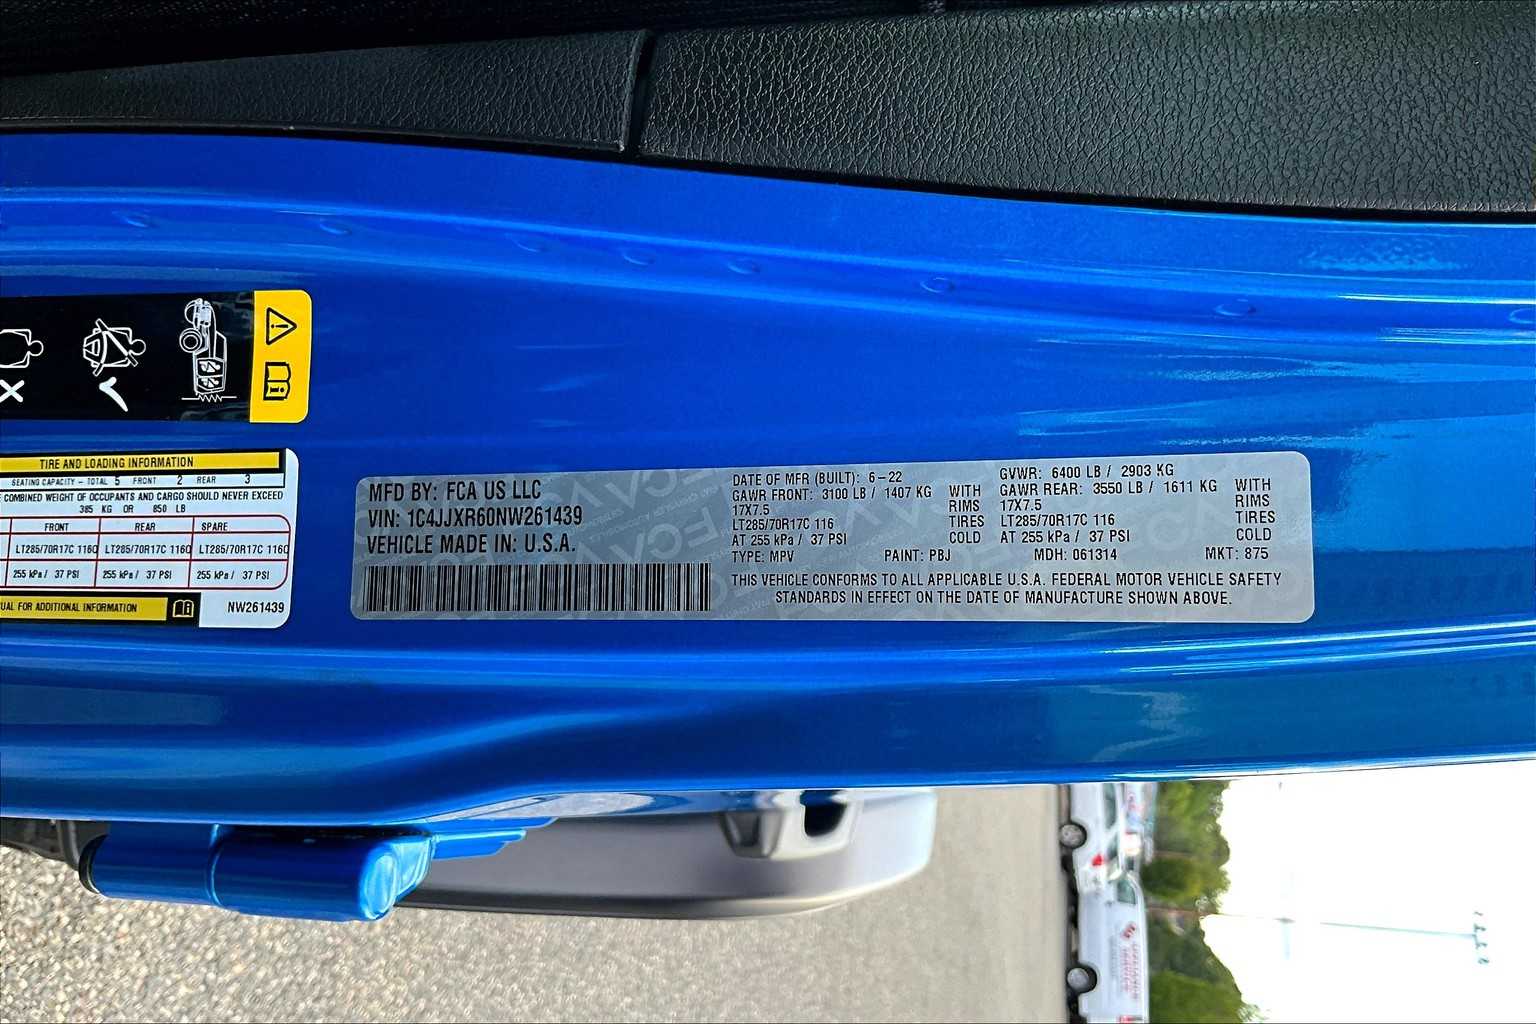 TIRE AND LOADING INFORMATION
SEATING CAPACITY - TOTAL 5 FRONT 2 REAR 3
COMBINED WEIGHT OF OCCUPANTS AND CARGO SHOULD NEVER EXCEED
385 KG OR 850 LB
FRONT REAR SPARE
LT285/70R17C 116Q LT285/70R17C 116Q LT285/70R17C 116Q
255 kPa / 37 PSI 255 kPa / 37 PSI 255 kPa / 37 PSI
UAL FOR ADDITIONAL INFORMATION
NW261439
MFD BY: FCA US LLC
VIN: 1C4JJXR60NW261439
VEHICLE MADE IN: U.S.A.
DATE OF MFR (BUILT): 6-22
GAWR FRONT: 3100 LB / 1407 KG WITH
17X7.5 RIMS
LT285/70R17C 116 TIRES
AT 255 kPa / 37 PSI COLD
GVWR: 6400 LB / 2903 KG
GAWR REAR: 3550 LB / 1611 KG WITH
17X7.5 RIMS
LT285/70R17C 116 TIRES
AT 255 kPa / 37 PSI COLD
TYPE: MPV PAINT: PBJ MDH: 061314 MKT: 875
THIS VEHICLE CONFORMS TO ALL APPLICABLE U.S.A. FEDERAL MOTOR VEHICLE SAFETY
STANDARDS IN EFFECT ON THE DATE OF MANUFACTURE SHOWN ABOVE.